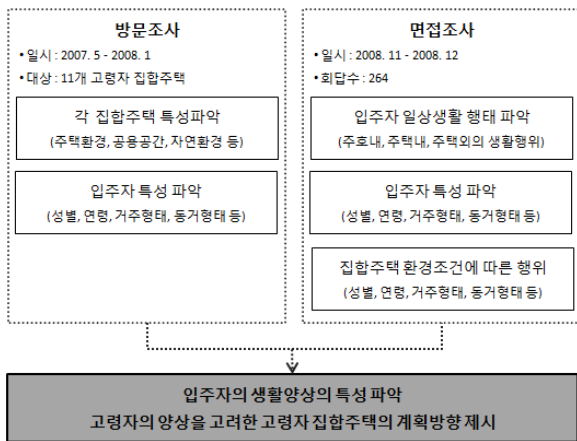 방문조사
• 일시 : 2007. 5 - 2008. 1
• 대상 : 11개 고령자 집합주택
각 집합주택 특성파악
(주택환경, 공용공간, 자연환경 등)
입주자 특성 파악
(성별, 연령, 거주형태, 동거형태 등)
면접조사
• 일시 : 2008. 11 - 2008. 12
• 회답수 : 264
입주자 일상생활 행태 파악
(주호내, 주택내, 주택외의 생활행위)
입주자 특성 파악
(성별, 연령, 거주형태, 동거형태 등)
집합주택 환경조건에 따른 행위
(성별, 연령, 거주형태, 동거형태 등)
입주자의 생활양상의 특성 파악
고령자의 양상을 고려한 고령자 집합주택의 계획방향 제시